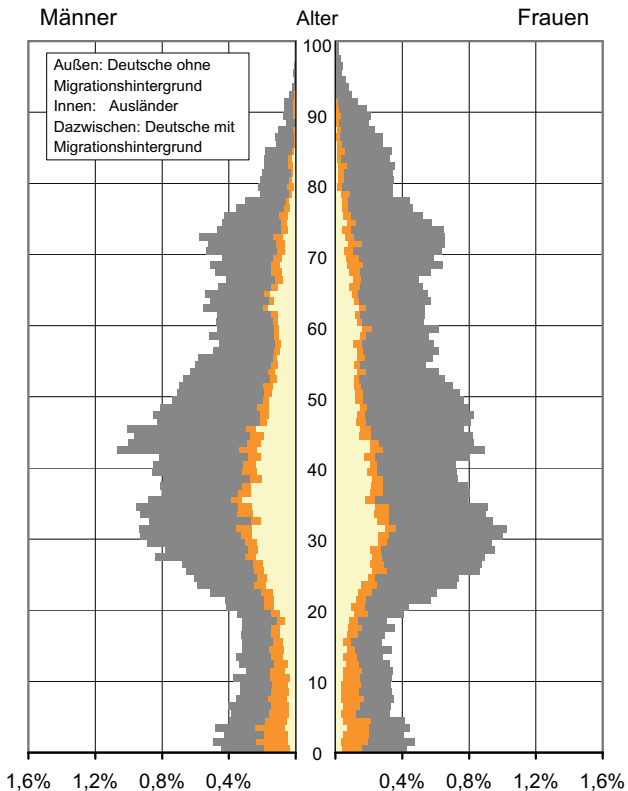 Männer Alter Frauen
100
Außen: Deutsche ohne
Migrationshintergrund
Innen: Ausländer
Dazwischen: Deutsche mit
Migrationshintergrund
90
80
70
60
50
40
30
20
10
0
1,6% 1,2% 0,8% 0,4% 0,4% 0,8% 1,2% 1,6%